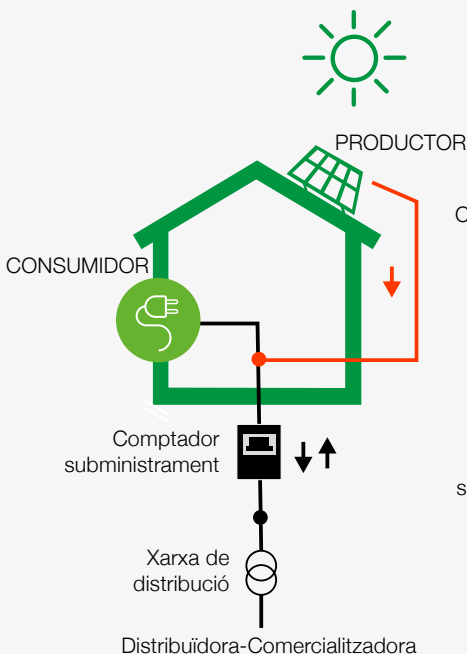 PRODUCTOR
C
CONSUMIDOR
Comptador
subministrament
s
Xarxa de
distribució
Distribuïdora-Comercialitzadora